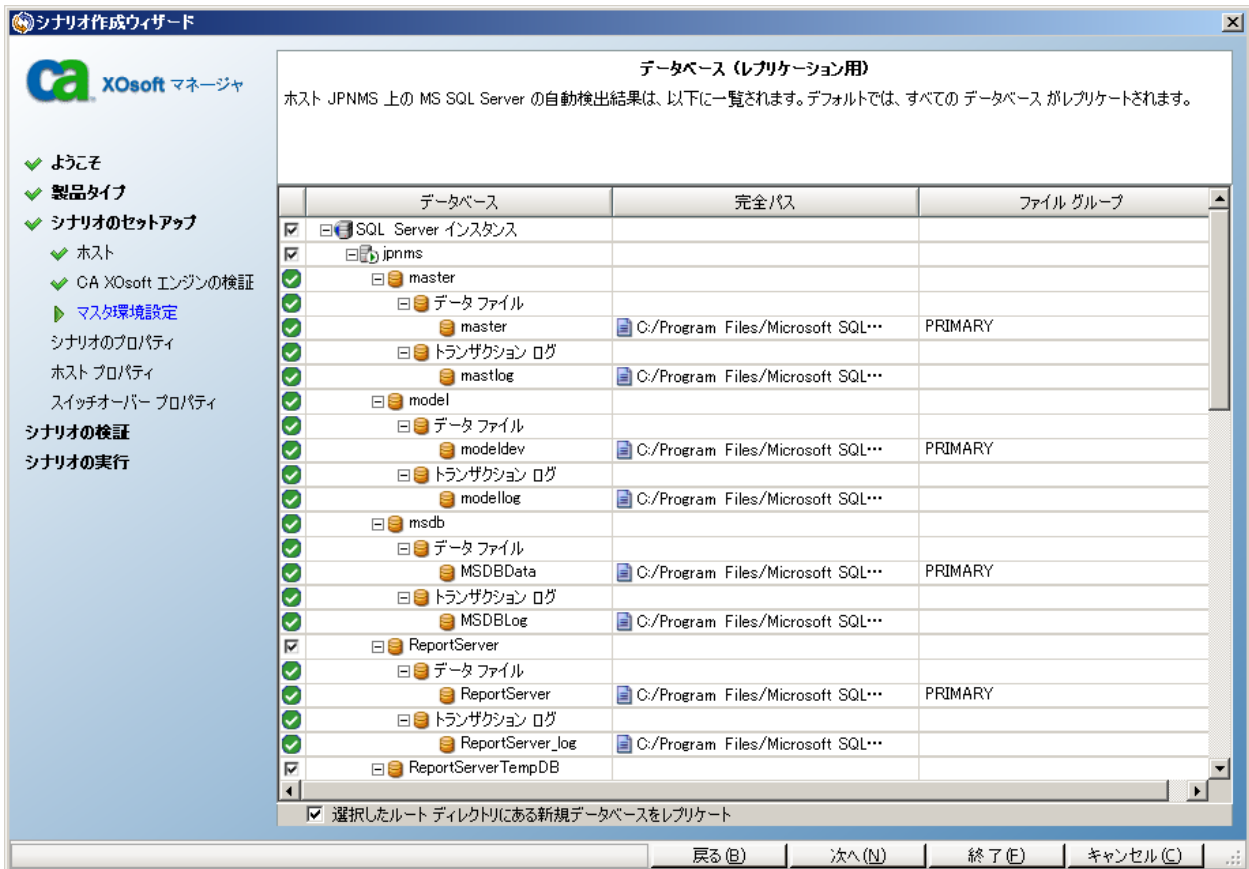 シナリオ作成ウィザード
ca
XOsoft マネージャ
ようこそ
製品タイプ
シナリオのセットアップ
ホスト
CA XOsoft エンジンの検証
マスタ環境設定
シナリオのプロパティ
ホスト プロパティ
スイッチオーバー プロパティ
シナリオの検証
シナリオの実行
データベース (レプリケーション用)
ホスト JPNMS 上の MS SQL Server の自動検出結果は、以下に一覧されます。デフォルトでは、すべての データベース がレプリケートされます。
データベース 完全パス ファイル グループ
SQL Server インスタンス
jpnms
master
データ ファイル
master C:/Program Files/Microsoft SQL… PRIMARY
トランザクション ログ
mastlog C:/Program Files/Microsoft SQL…
model
データ ファイル
modeldev C:/Program Files/Microsoft SQL… PRIMARY
トランザクション ログ
modellog C:/Program Files/Microsoft SQL…
msdb
データ ファイル
MSDBData C:/Program Files/Microsoft SQL… PRIMARY
トランザクション ログ
MSDBLog C:/Program Files/Microsoft SQL…
ReportServer
データ ファイル
ReportServer C:/Program Files/Microsoft SQL… PRIMARY
トランザクション ログ
ReportServer_log C:/Program Files/Microsoft SQL…
ReportServerTempDB
選択したルート ディレクトリにある新規データベースをレプリケート
戻る(B) 次へ(N) 終了(F) キャンセル(C)